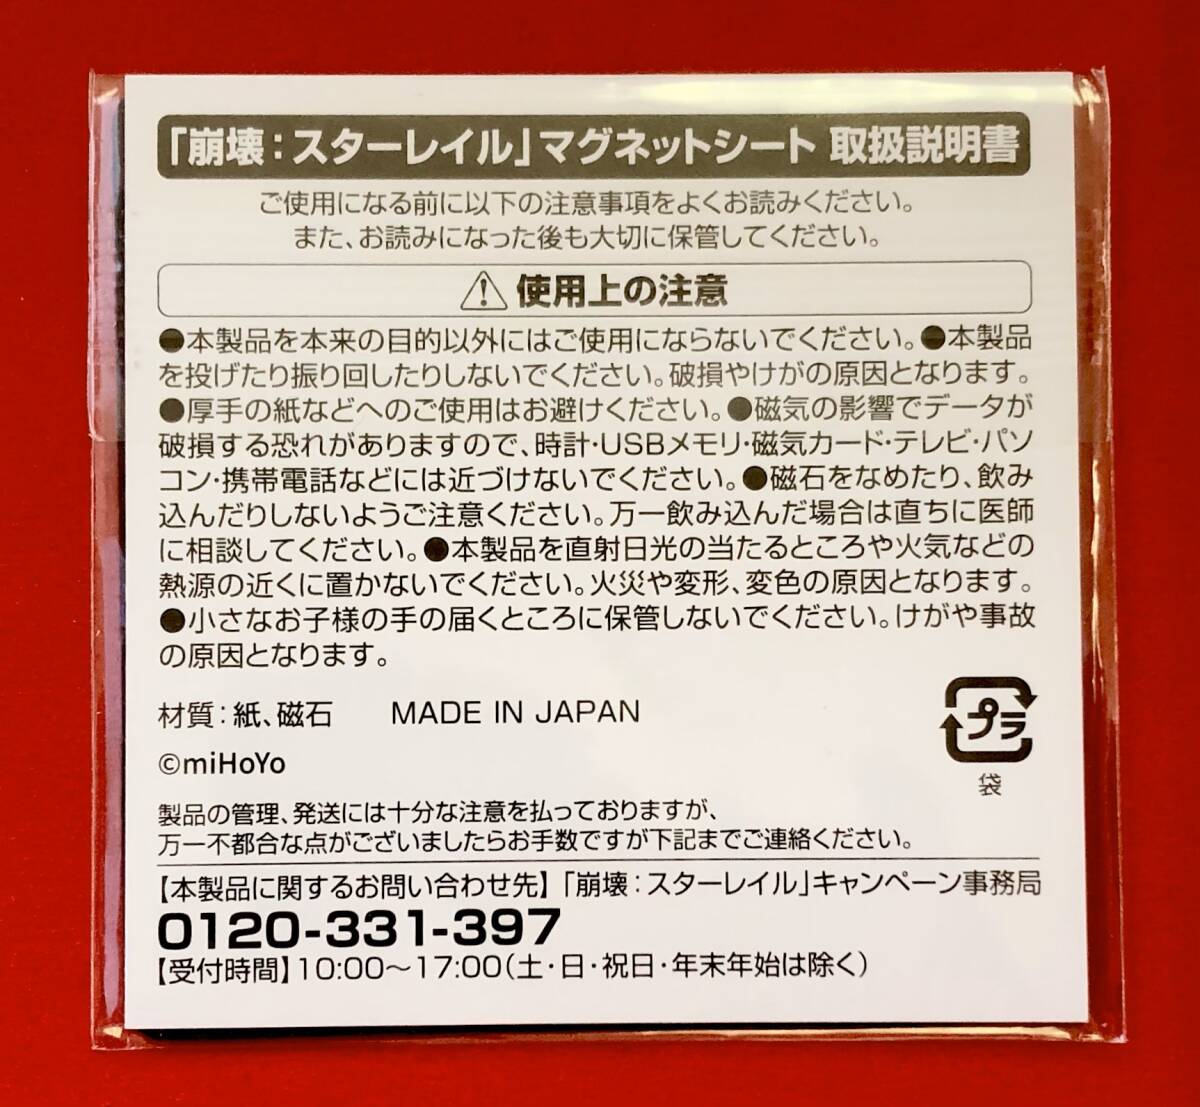 「崩壊：スターレイル」マグネットシート 取扱説明書
ご使用になる前に以下の注意事項をよくお読みください。
また、お読みになった後も大切に保管してください。
使用上の注意
●本製品を本来の目的以外にはご使用にならないでください。●本製品
を投げたり振り回したりしないでください。破損やけがの原因となります。
●厚手の紙などへのご使用はお避けください。●磁気の影響でデータが
破損する恐れがありますので、時計・USBメモリ・磁気カード・テレビ・パソ
コン・携帯電話などには近づけないでください。●磁石をなめたり、飲み
込んだりしないようご注意ください。万一飲み込んだ場合は直ちに医師
に相談してください。●本製品を直射日光の当たるところや火気などの
熱源の近くに置かないでください。火災や変形、変色の原因となります。
●小さなお子様の手の届くところに保管しないでください。けがや事故
の原因となります。
材質：紙、磁石 MADE IN JAPAN
プラ
袋
©miHoYo
製品の管理、発送には十分な注意を払っておりますが、
万一不都合な点がございましたらお手数ですが下記までご連絡ください。
【本製品に関するお問い合わせ先】「崩壊：スターレイル」キャンペーン事務局
0120-331-397
【受付時間】10:00～17:00（土・日・祝日・年末年始は除く）